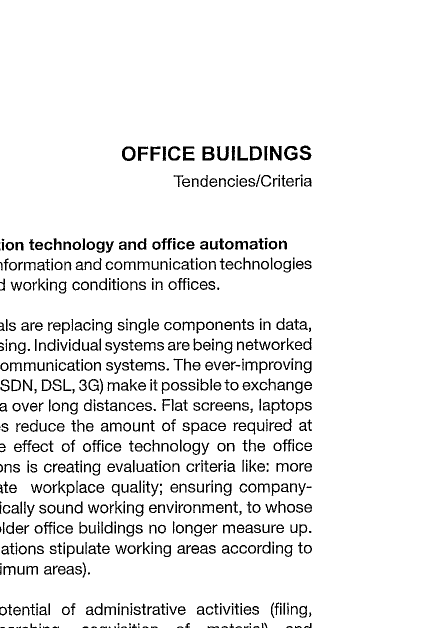 OFFICE BUILDINGS
Tendencies/Criteria
ion technology and office automation
nformation and communication technologies
d working conditions in offices.
als are replacing single components in data,
sing. Individual systems are being networked
ommunication systems. The ever-improving
SDN, DSL, 3G) make it possible to exchange
a over long distances. Flat screens, laptops
s reduce the amount of space required at
e effect of office technology on the office
ons is creating evaluation criteria like: more
ate workplace quality; ensuring company-
ically sound working environment, to whose
older office buildings no longer measure up.
ations stipulate working areas according to
imum areas).
otential of administrative activities (filing,
acquisition of material) and